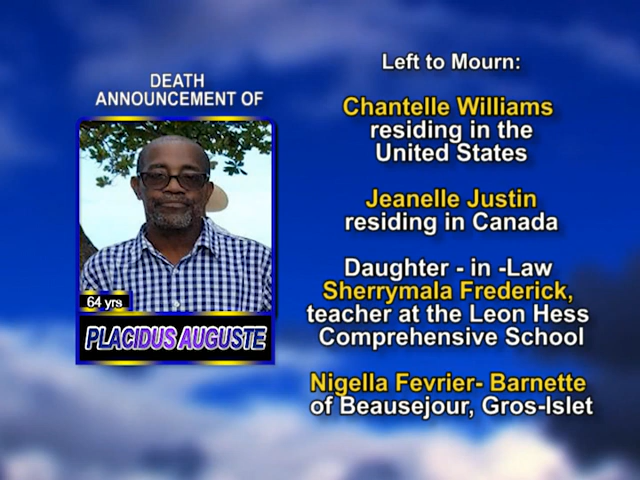 DEATH
ANNOUNCEMENT OF
64 yrs
PLACIDUS AUGUSTE
Left to Mourn:
Chantelle Williams
residing in the
United States
Jeanelle Justin
residing in Canada
Daughter - in -Law
Sherrymala Frederick,
teacher at the Leon Hess
Comprehensive School
Nigella Fevrier- Barnette
of Beausejour, Gros-Islet